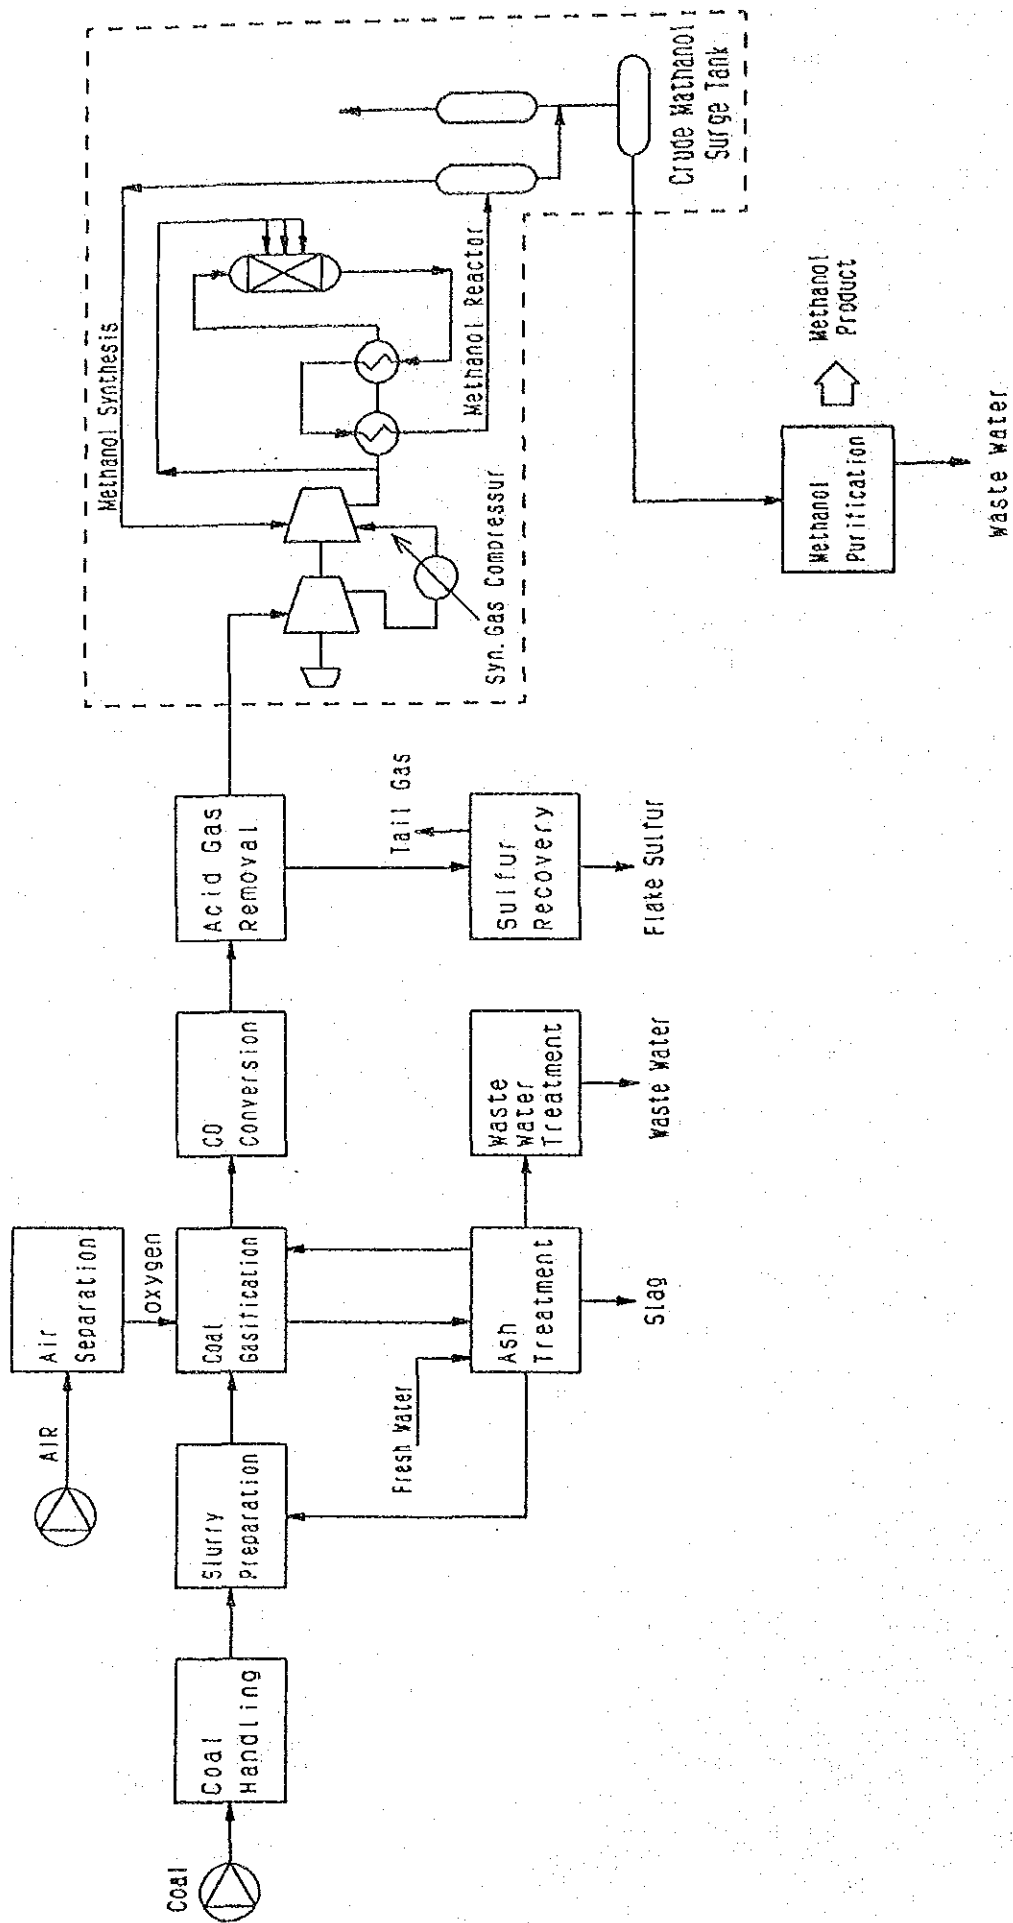 Coal
Coal
Handling
AIR
Slurry
Preparation
Air
Separation
Oxygen
Coal
Gasification
Fresh Water
Ash
Treatment
Slag
CO
Conversion
Waste
Water
Treatment
Waste Water
Acid Gas
Removal
Tail Gas
Sulfur
Recovery
Flake Sulfur
Methanol Synthesis
Syn.Gas Compressur
Methanol Reactor
Crude Mathanol
Surge Tank
Methanol
Purification
Methanol
Product
Waste Water